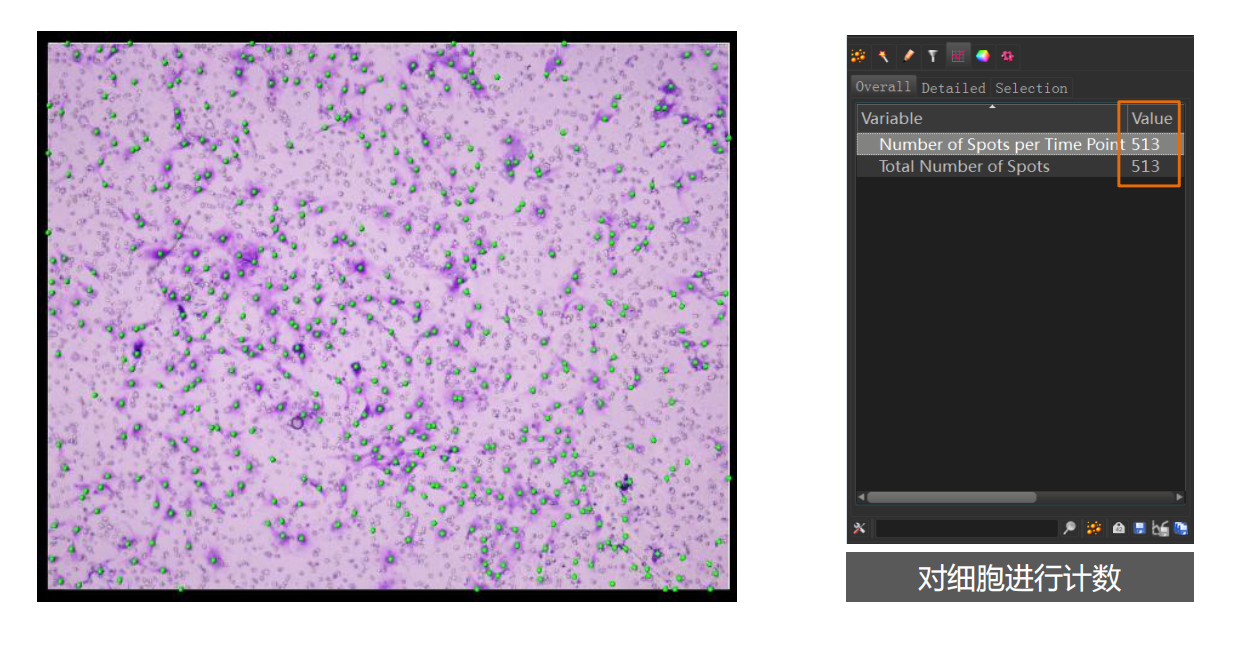 Overall Detailed Selection
Variable Value
Number of Spots per Time Point 513
Total Number of Spots 513
对细胞进行计数